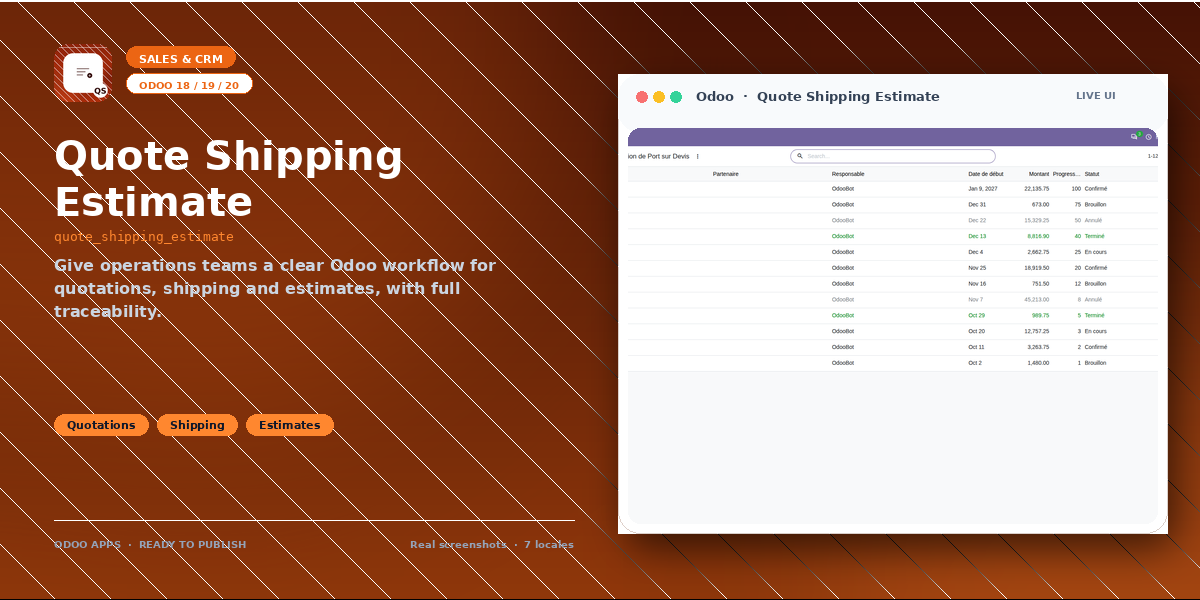 SALES & CRM
ODOO 18 / 19 / 20
QS
Quote Shipping
Estimate
quote_shipping_estimate
Give operations teams a clear Odoo workflow for
quotations, shipping and estimates, with full
traceability.
Quotations Shipping Estimates
ODOO APPS · READY TO PUBLISH
Real screenshots · 7 locales
Odoo · Quote Shipping Estimate
LIVE UI
ion de Port sur Devis
Search...
1-12
Partenaire Responsable Date de début Montant Progress... Statut
OdooBot Jan 9, 2027 22,135.75 100 Confirmé
OdooBot Dec 31 673.00 75 Brouillon
OdooBot Dec 22 15,329.25 50 Annulé
OdooBot Dec 13 8,816.90 40 Terminé
OdooBot Dec 4 2,662.75 25 En cours
OdooBot Nov 25 18,919.50 20 Confirmé
OdooBot Nov 16 751.50 12 Brouillon
OdooBot Nov 7 45,213.00 8 Annulé
OdooBot Oct 29 989.75 5 Terminé
OdooBot Oct 20 12,757.25 3 En cours
OdooBot Oct 11 3,263.75 2 Confirmé
OdooBot Oct 2 1,480.00 1 Brouillon